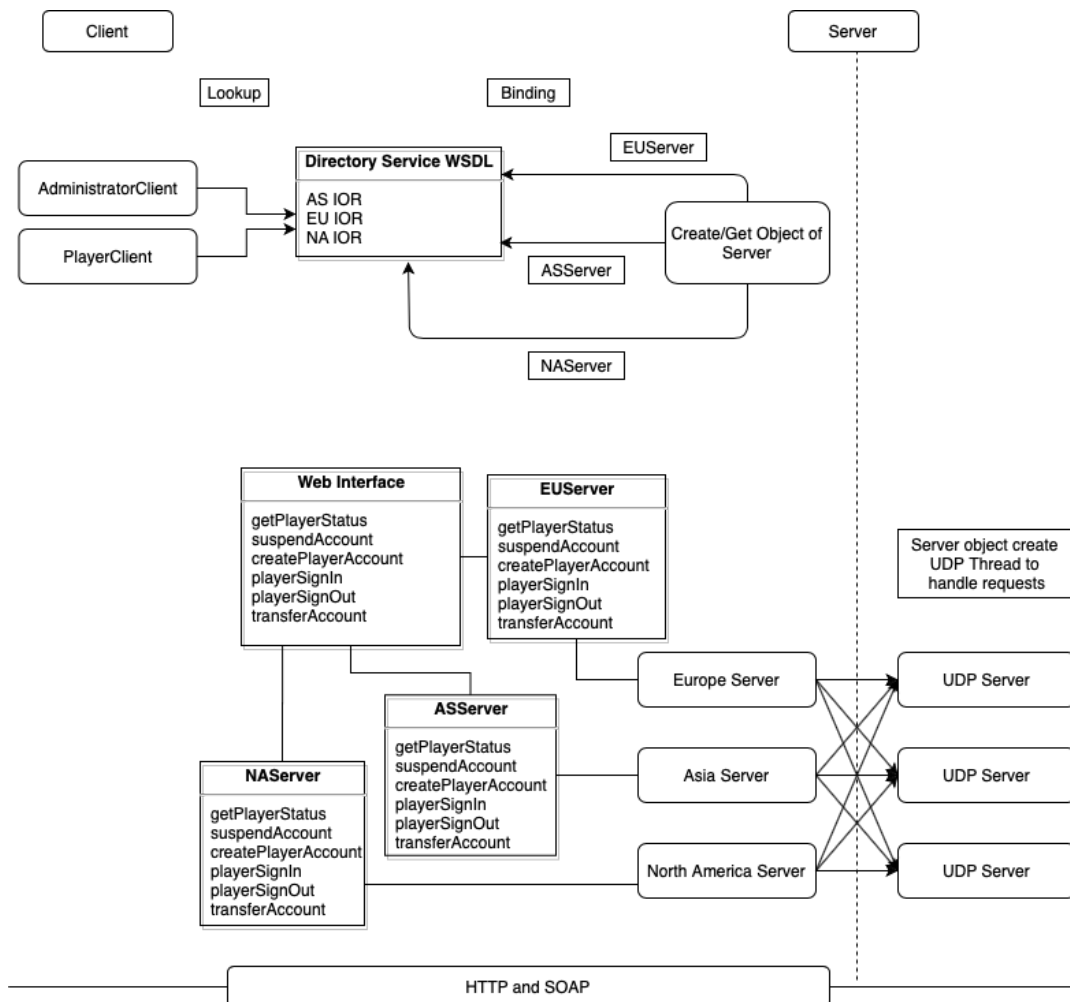 Client
Server
Lookup
Binding
EUServer
Directory Service WSDL
AS IOR
EU IOR
NA IOR
AdministratorClient
PlayerClient
Create/Get Object of
Server
ASServer
NAServer
Web Interface
getPlayerStatus
suspendAccount
createPlayerAccount
playerSignIn
playerSignOut
transferAccount
EUServer
getPlayerStatus
suspendAccount
createPlayerAccount
playerSignIn
playerSignOut
transferAccount
Server object create
UDP Thread to
handle requests
Europe Server
UDP Server
ASServer
getPlayerStatus
suspendAccount
createPlayerAccount
playerSignIn
playerSignOut
transferAccount
Asia Server
UDP Server
NAServer
getPlayerStatus
suspendAccount
createPlayerAccount
playerSignIn
playerSignOut
transferAccount
North America Server
UDP Server
HTTP and SOAP